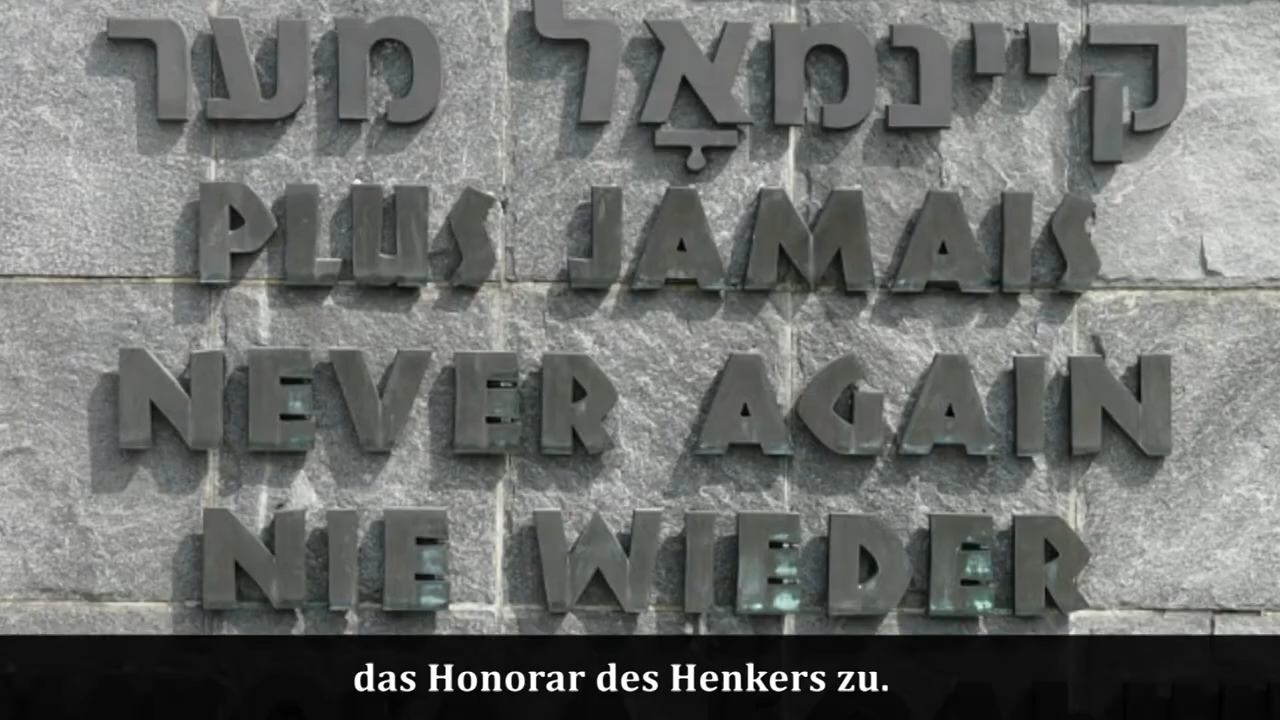 קיינמאָל מער
PLUS JAMAIS
NEVER AGAIN
NIE WIEDER
das Honorar des Henkers zu.